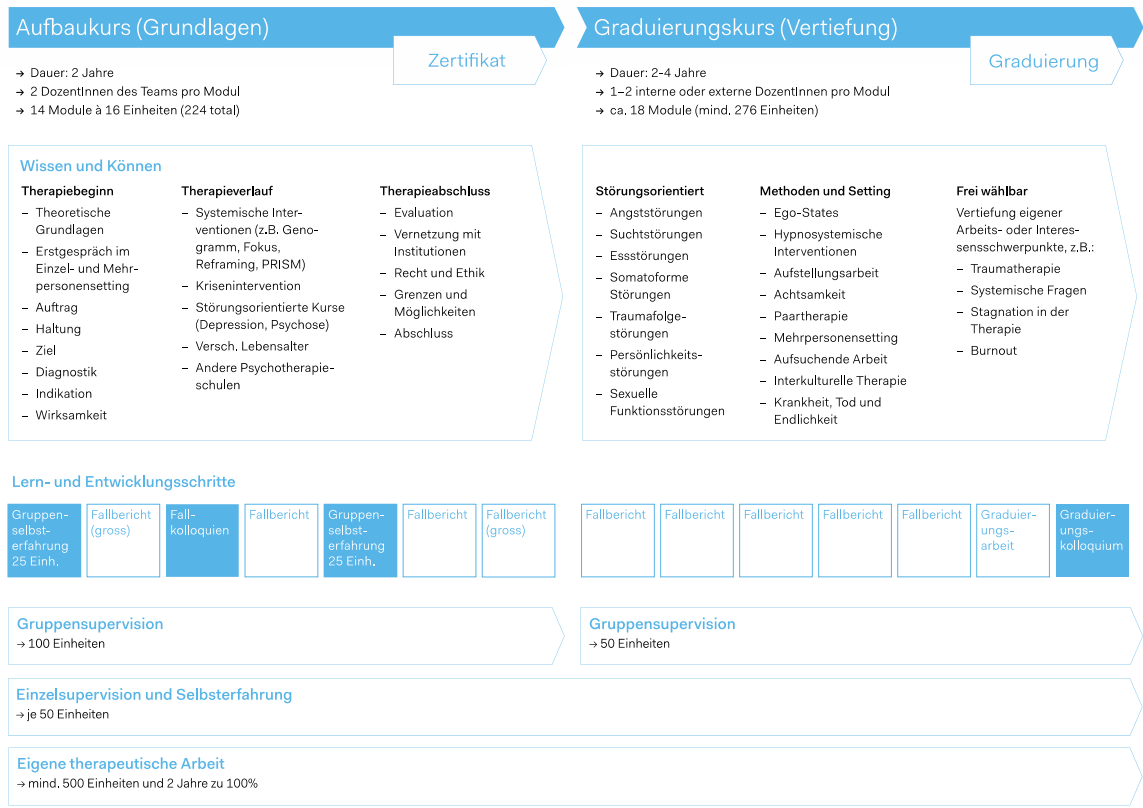 Aufbaukurs (Grundlagen)
Zertifikat
→ Dauer: 2 Jahre
→ 2 DozentInnen des Teams pro Modul
→ 14 Module à 16 Einheiten (224 total)
Graduierungskurs (Vertiefung)
Graduierung
→ Dauer: 2-4 Jahre
→ 1–2 interne oder externe DozentInnen pro Modul
→ ca. 18 Module (mind. 276 Einheiten)
Wissen und Können
Therapiebeginn
– Theoretische
Grundlagen
– Erstgespräch im
Einzel- und Mehr-
personensetting
– Auftrag
– Haltung
– Ziel
– Diagnostik
– Indikation
– Wirksamkeit
Therapieverlauf
– Systemische Inter-
ventionen (z.B. Geno-
gramm, Fokus,
Reframing, PRISM)
– Krisenintervention
– Störungsorientierte Kurse
(Depression, Psychose)
– Versch. Lebensalter
– Andere Psychotherapie-
schulen
Therapieabschluss
– Evaluation
– Vernetzung mit
Institutionen
– Recht und Ethik
– Grenzen und
Möglichkeiten
– Abschluss
Störungsorientiert
– Angststörungen
– Suchtstörungen
– Essstörungen
– Somatoforme
Störungen
– Traumafolge-
störungen
– Persönlichkeits-
störungen
– Sexuelle
Funktionsstörungen
Methoden und Setting
– Ego-States
– Hypnosystemische
Interventionen
– Aufstellungsarbeit
– Achtsamkeit
– Paartherapie
– Mehrpersonensetting
– Aufsuchende Arbeit
– Interkulturelle Therapie
– Krankheit, Tod und
Endlichkeit
Frei wählbar
Vertiefung eigener
Arbeits- oder Interes-
sensschwerpunkte, z.B.:
– Traumatherapie
– Systemische Fragen
– Stagnation in der
Therapie
– Burnout
Lern- und Entwicklungsschritte
Gruppen-
selbst-
erfahrung
25 Einh.
Fallbericht
(gross)
Fall-
kolloquien
Fallbericht
Gruppen-
selbst-
erfahrung
25 Einh.
Fallbericht
Fallbericht
(gross)
Fallbericht
Fallbericht
Fallbericht
Fallbericht
Fallbericht
Graduier-
ungs-
arbeit
Graduier-
ungs-
kolloquium
Gruppensupervision
→ 100 Einheiten
Gruppensupervision
→ 50 Einheiten
Einzelsupervision und Selbsterfahrung
→ je 50 Einheiten
Eigene therapeutische Arbeit
→ mind. 500 Einheiten und 2 Jahre zu 100%